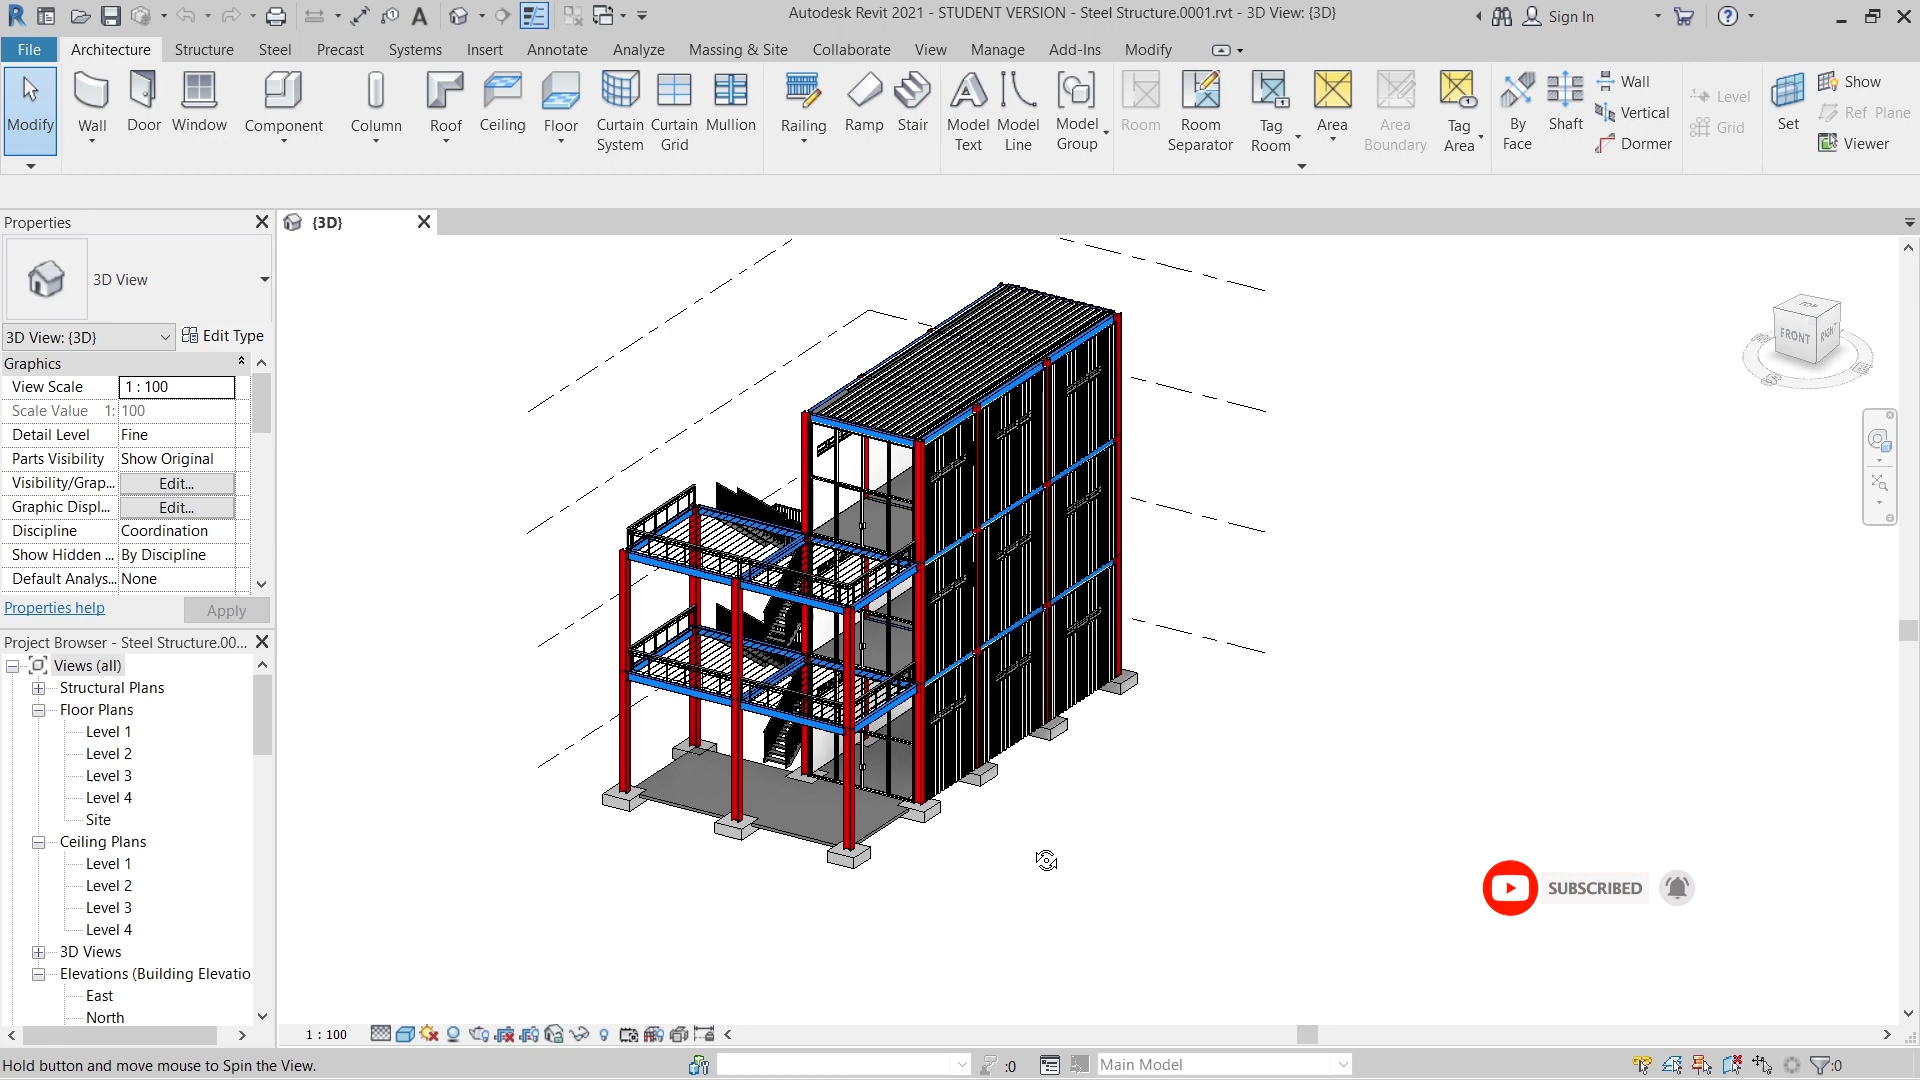 Autodesk Revit 2021 - STUDENT VERSION - Steel Structure.0001.rvt - 3D View: {3D}
Sign In
File
Architecture
Structure
Steel
Precast
Systems
Insert
Annotate
Analyze
Massing & Site
Collaborate
View
Manage
Add-Ins
Modify
Modify
Wall
Door
Window
Component
Column
Roof
Ceiling
Floor
Curtain System
Curtain Grid
Mullion
Railing
Ramp
Stair
Model Text
Model Line
Model Group
Room
Room Separator
Tag Room
Area
Area Boundary
Tag Area
By Face
Shaft
Wall
Vertical
Dormer
Level
Grid
Set
Show
Ref Plane
Viewer
Properties
{3D}
3D View
3D View: {3D}
Edit Type
Graphics
View Scale 1 : 100
Scale Value 1: 100
Detail Level Fine
Parts Visibility Show Original
Visibility/Grap... Edit...
Graphic Displ... Edit...
Discipline Coordination
Show Hidden ... By Discipline
Default Analys... None
Properties help
Apply
Project Browser - Steel Structure.00...
Views (all)
Structural Plans
Floor Plans
Level 1
Level 2
Level 3
Level 4
Site
Ceiling Plans
Level 1
Level 2
Level 3
Level 4
3D Views
Elevations (Building Elevatio
East
North
TOP
FRONT
RIGHT
SUBSCRIBED
1 : 100
Hold button and move mouse to Spin the View.
:0
Main Model
:0